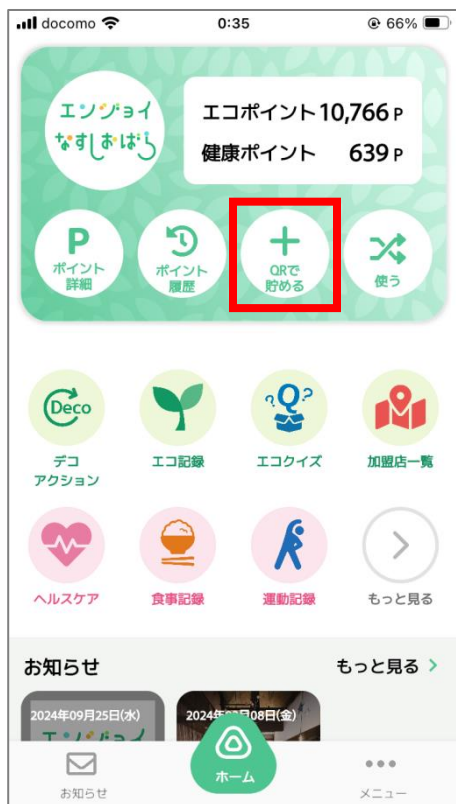 docomo
0:35
66%
エンジョイ
なすしおばら
エコポイント 10,766 P
健康ポイント 639 P
P
ポイント
詳細
ポイント
履歴
QRで
貯める
使う
Deco
デコ
アクション
エコ記録
?Q?
エコクイズ
加盟店一覧
ヘルスケア
食事記録
運動記録
もっと見る
お知らせ
もっと見る
2024年09月25日(水)
08日(金)
お知らせ
ホーム
メニュー